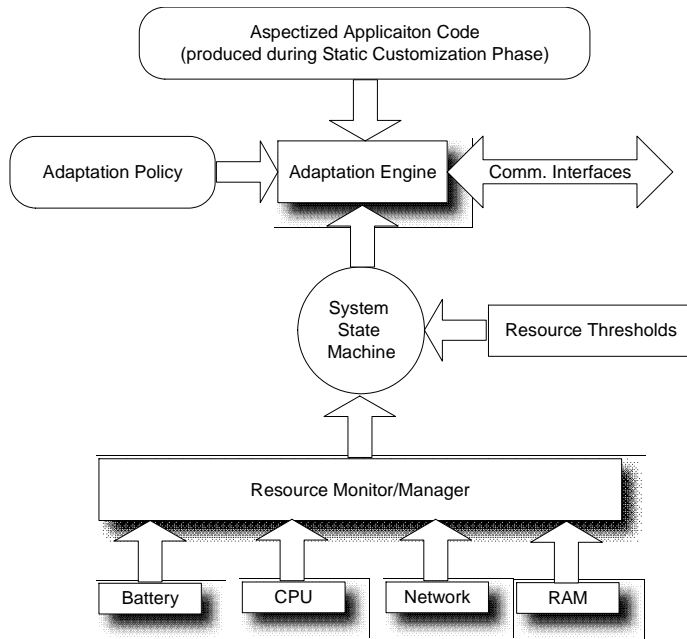 Aspectized Applicaiton Code
(produced during Static Customization Phase)
Adaptation Policy
Adaptation Engine
Comm. Interfaces
System
State
Machine
Resource Thresholds
Resource Monitor/Manager
Battery
CPU
Network
RAM